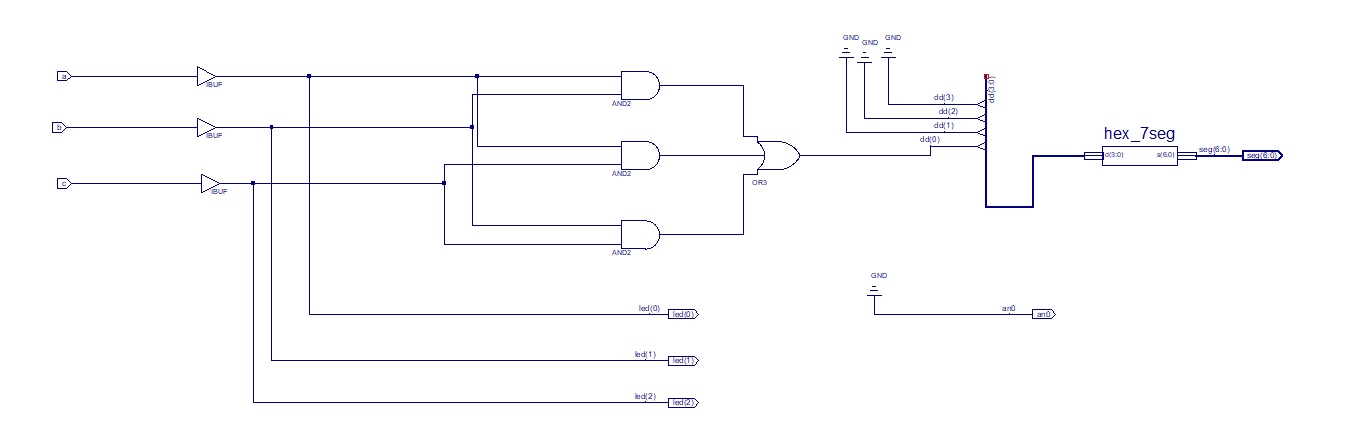 GND
GND
GND
a
IBUF
AND2
dd(3:0)
dd(3)
dd(2)
dd(1)
dd(0)
b
IBUF
hex_7seg
d(3:0)
s(6:0)
seg(6:0)
seg(6:0)
AND2
OR3
c
IBUF
AND2
GND
led(0)
led(0)
an0
an0
led(1)
led(1)
led(2)
led(2)